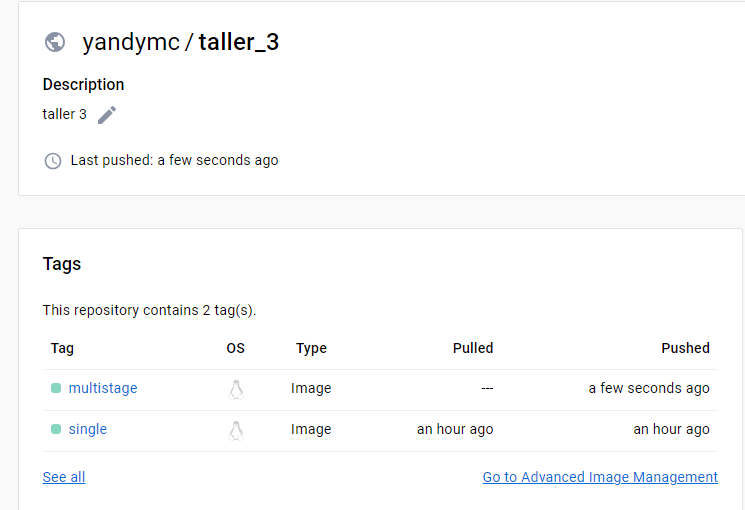 yandymc / taller_3
Description
taller 3
Last pushed: a few seconds ago
Tags
This repository contains 2 tag(s).
Tag OS Type Pulled Pushed
multistage Image --- a few seconds ago
single Image an hour ago an hour ago
See all Go to Advanced Image Management